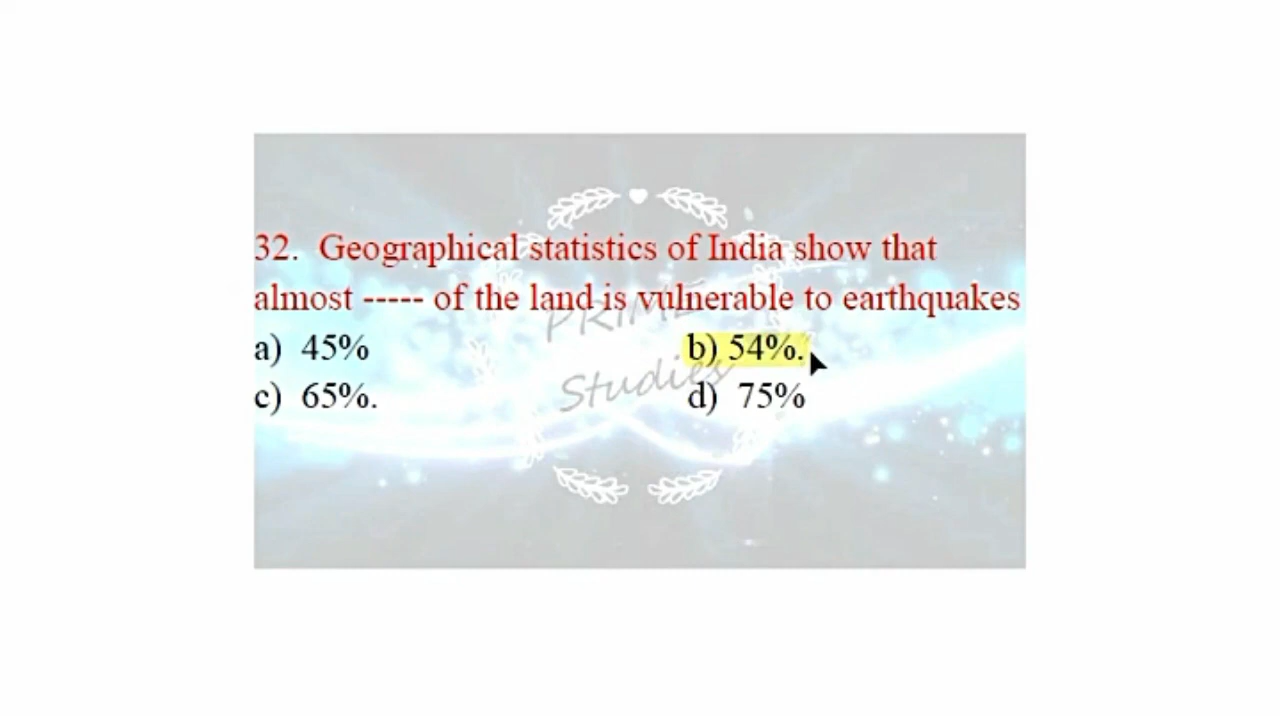 32. Geographical statistics of India show that
almost ----- of the land is vulnerable to earthquakes
a) 45%
b) 54%.
c) 65%.
d) 75%
PRIME
Studies